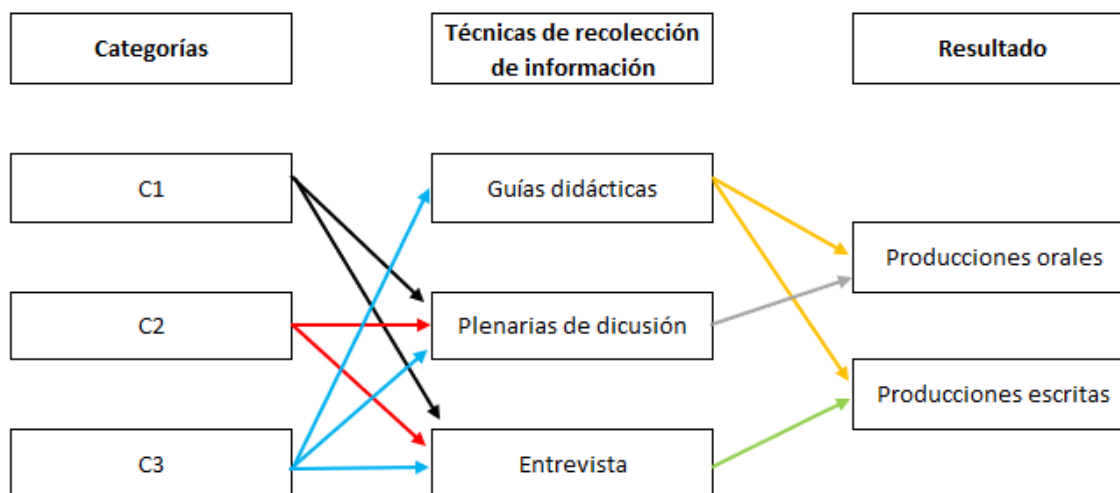 Categorías
Técnicas de recolección
de información
Resultado
C1
Guías didácticas
Producciones orales
C2
Plenarias de dicusión
Producciones escritas
C3
Entrevista